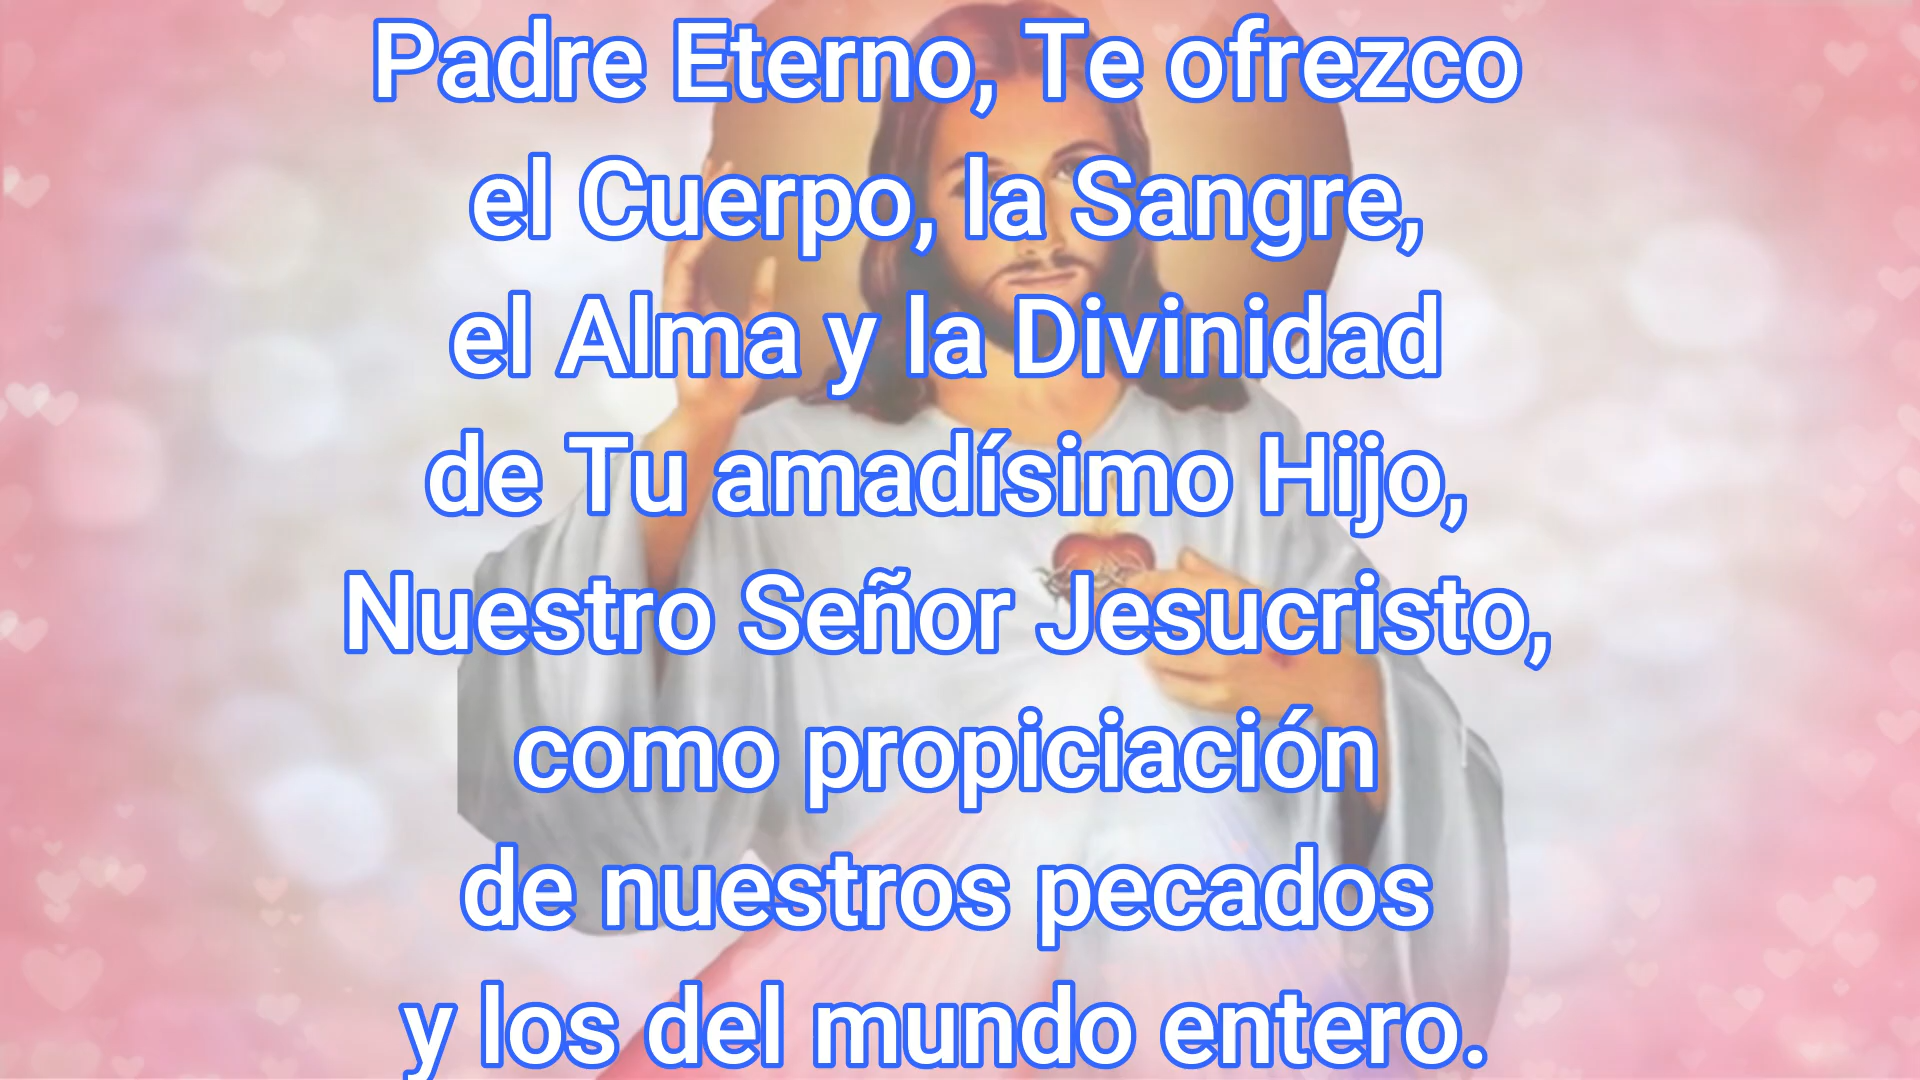 Padre Eterno, Te ofrezco
el Cuerpo, la Sangre,
el Alma y la Divinidad
de Tu amadísimo Hijo,
Nuestro Señor Jesucristo,
como propiciación
de nuestros pecados
y los del mundo entero.